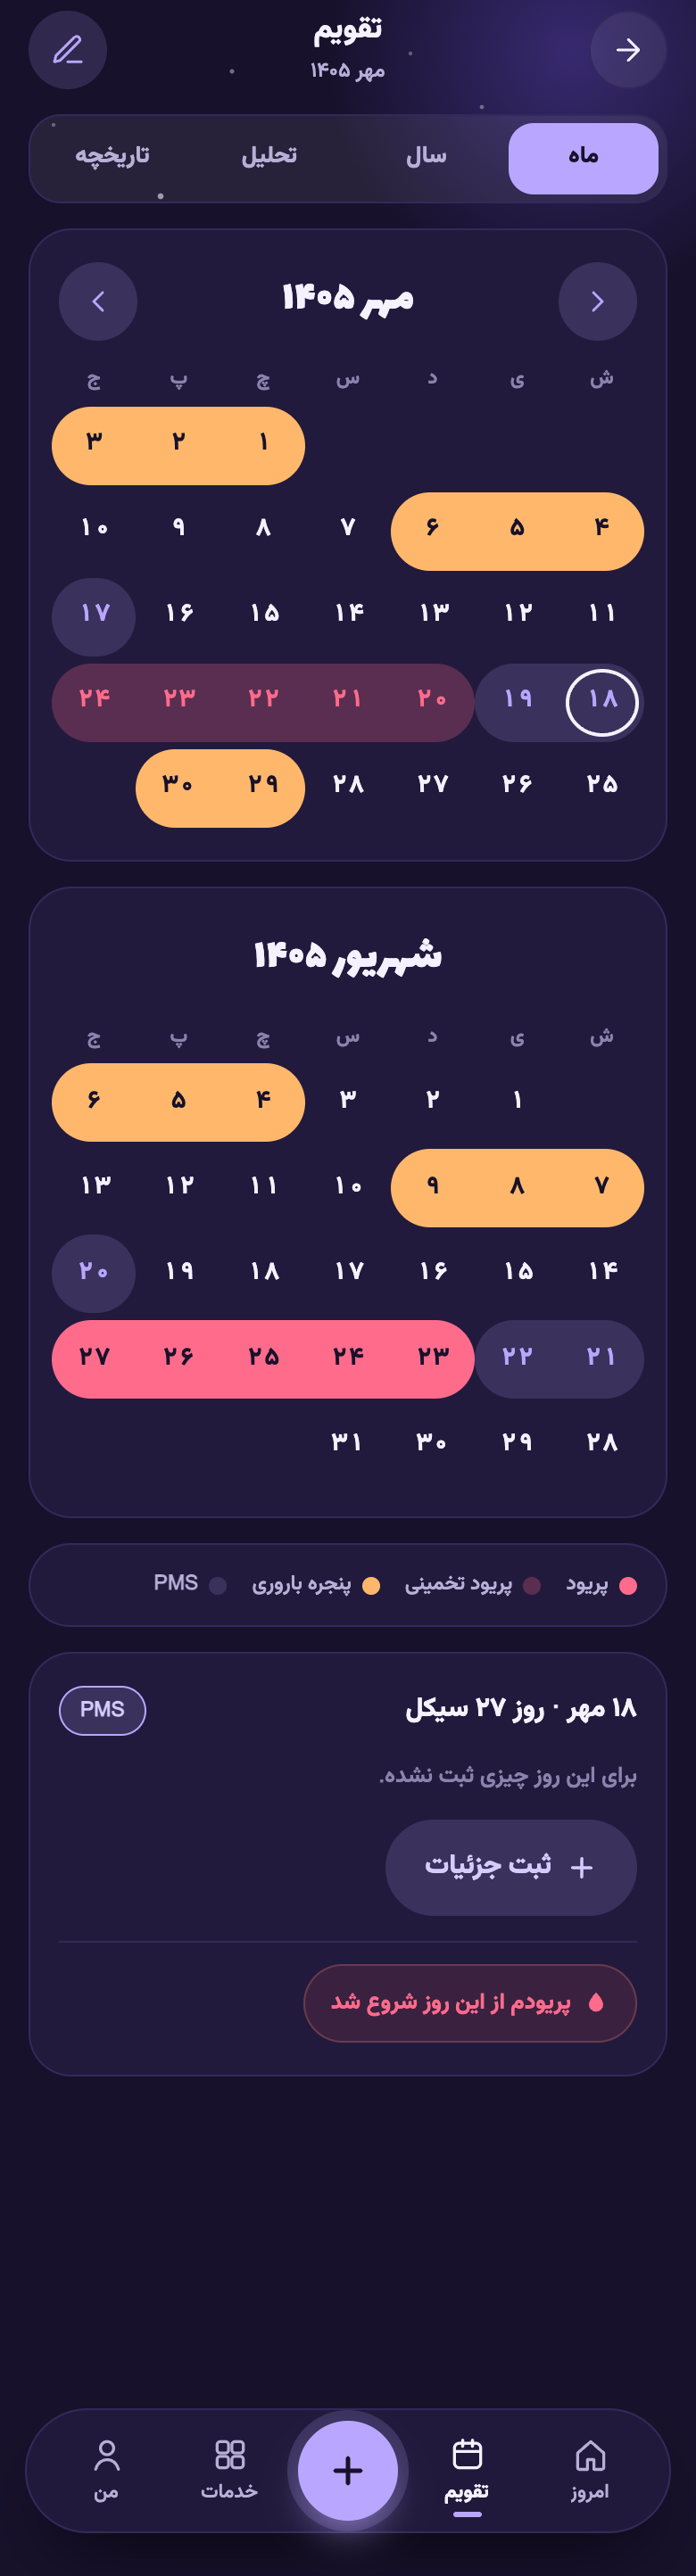 تقویم
مهر ۱۴۰۵
ماه سال تحلیل تاریخچه
مهر ۱۴۰۵
ش ی د س چ پ ج
۱ ۲ ۳
۴ ۵ ۶ ۷ ۸ ۹ ۱۰
۱۱ ۱۲ ۱۳ ۱۴ ۱۵ ۱۶ ۱۷
۱۸ ۱۹ ۲۰ ۲۱ ۲۲ ۲۳ ۲۴
۲۵ ۲۶ ۲۷ ۲۸ ۲۹ ۳۰
شهریور ۱۴۰۵
ش ی د س چ پ ج
۱ ۲ ۳ ۴ ۵ ۶
۷ ۸ ۹ ۱۰ ۱۱ ۱۲ ۱۳
۱۴ ۱۵ ۱۶ ۱۷ ۱۸ ۱۹ ۲۰
۲۱ ۲۲ ۲۳ ۲۴ ۲۵ ۲۶ ۲۷
۲۸ ۲۹ ۳۰ ۳۱
پریود پریود تخمینی پنجره باروری PMS
۱۸ مهر · روز ۲۷ سیکل PMS
برای این روز چیزی ثبت نشده.
ثبت جزئیات
پریودم از این روز شروع شد
امروز تقویم خدمات من